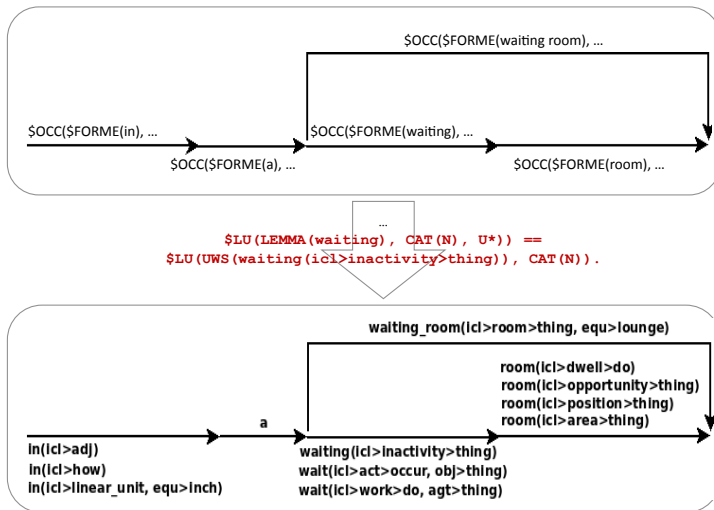 $OCC($FORME(waiting room), …
$OCC($FORME(in), …
$OCC($FORME(waiting), …
$OCC($FORME(a), …
$OCC($FORME(room), …
…
$LU(LEMMA(waiting), CAT(N), U*)) ==
$LU(UWS(waiting(icl>inactivity>thing)), CAT(N)).
waiting_room(icl>room>thing, equ>lounge)
room(icl>dwell>do)
room(icl>opportunity>thing)
room(icl>position>thing)
room(icl>area>thing)
a
in(icl>adj)
in(icl>how)
in(icl>linear_unit, equ>inch)
waiting(icl>inactivity>thing)
wait(icl>act>occur, obj>thing)
wait(icl>work>do, agt>thing)